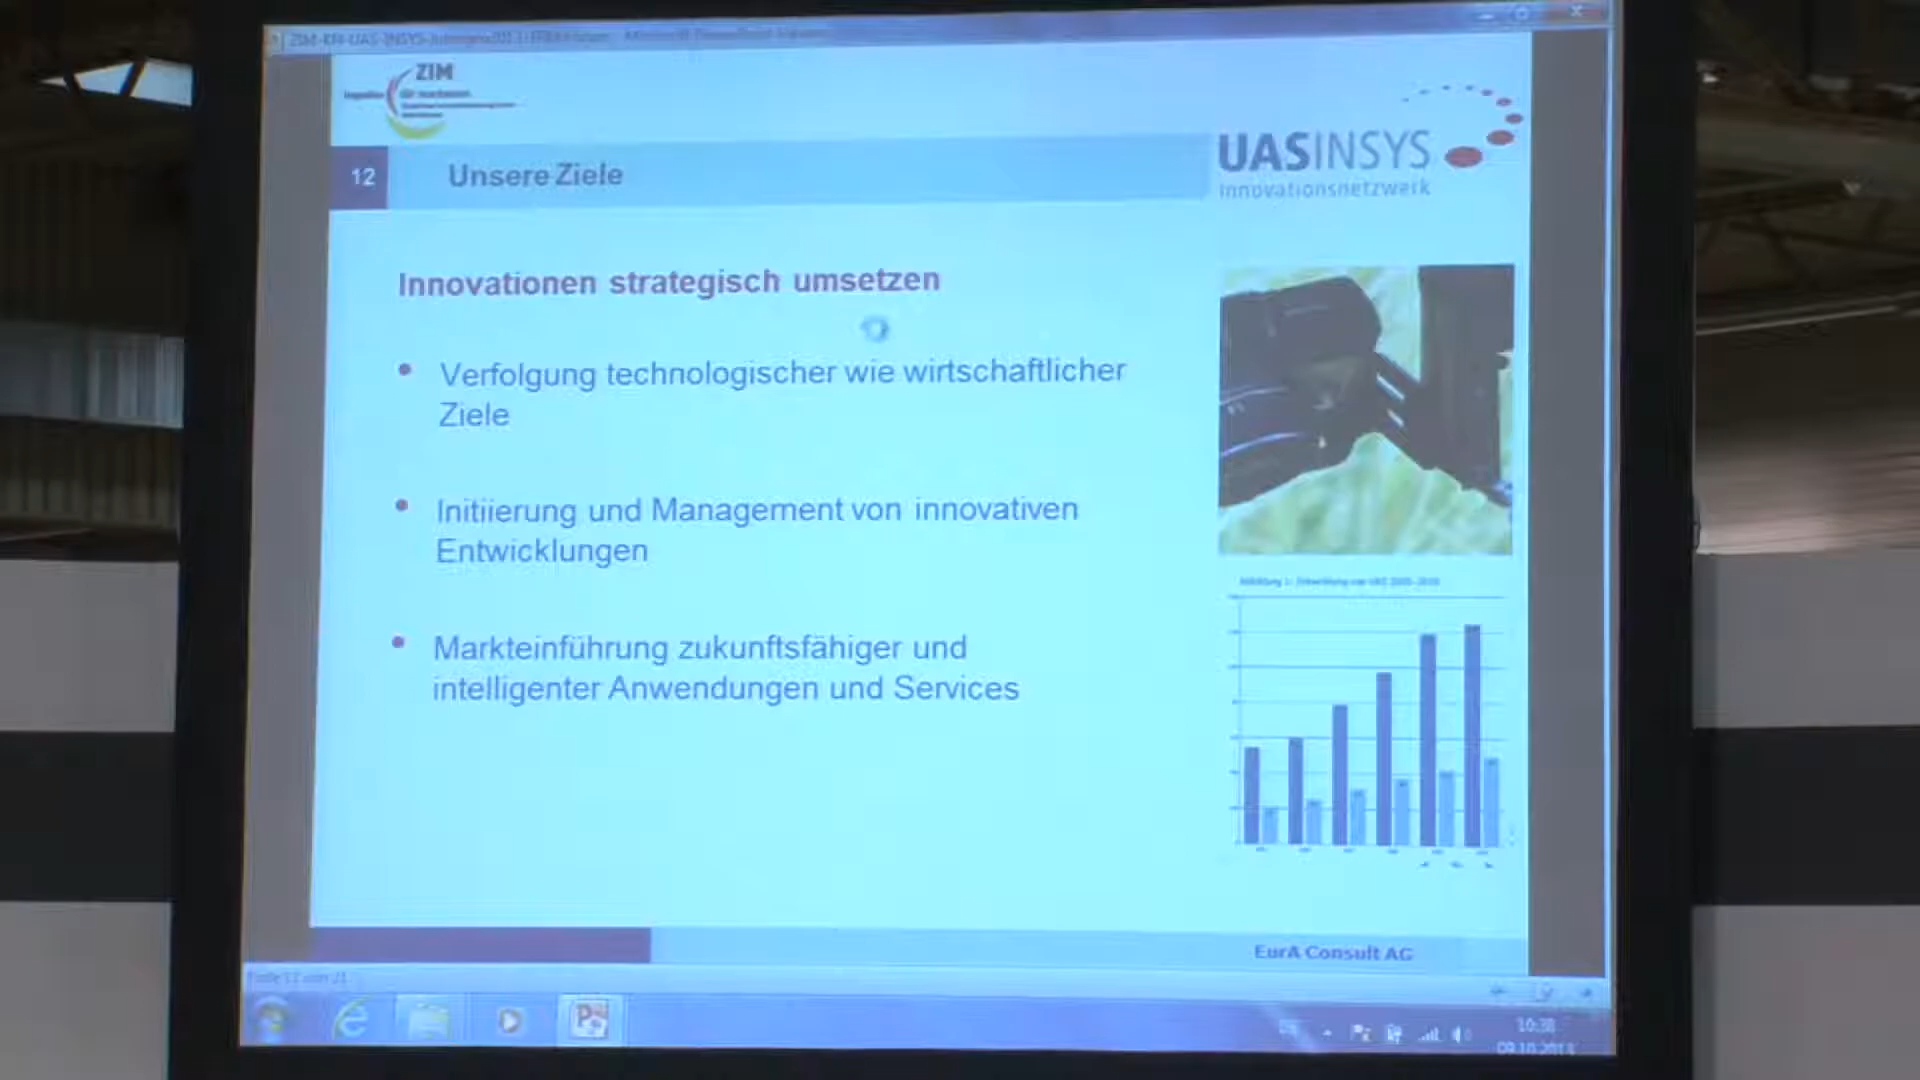 ZIM
UASINSYS
Innovationsnetzwerk
12
Unsere Ziele
Innovationen strategisch umsetzen
• Verfolgung technologischer wie wirtschaftlicher
Ziele
• Initiierung und Management von innovativen
Entwicklungen
• Markteinführung zukunftsfähiger und
intelligenter Anwendungen und Services
EurA Consult AG
10:38